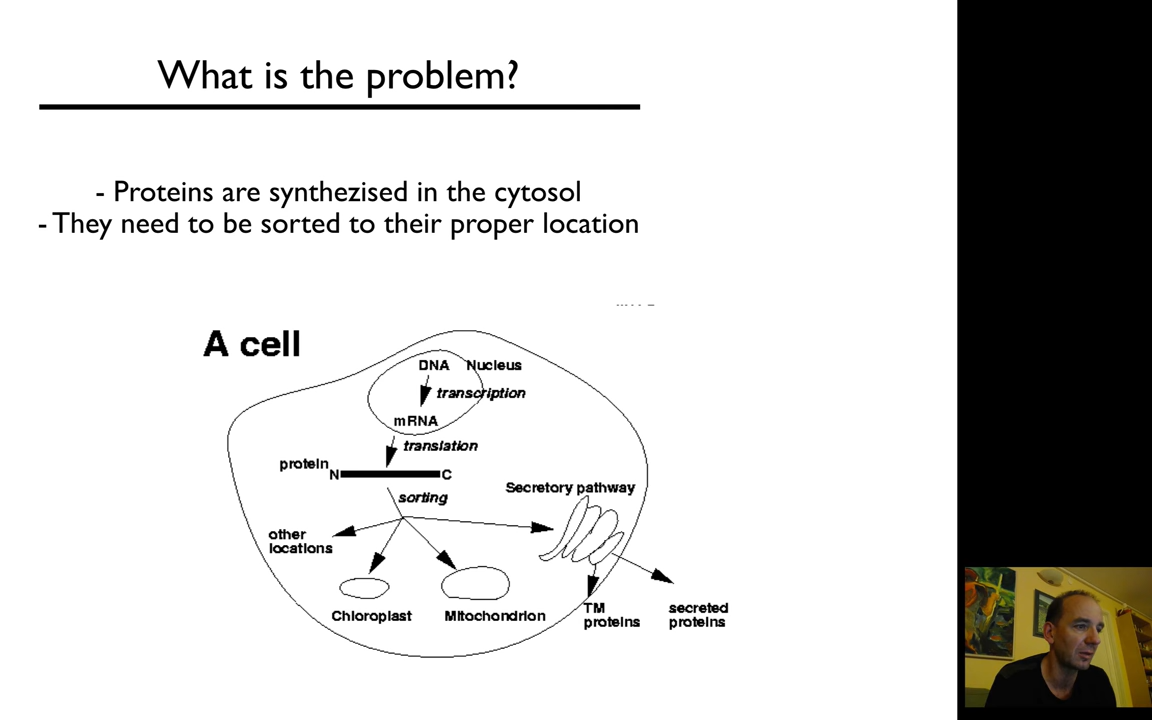 What is the problem?
- Proteins are synthezised in the cytosol
- They need to be sorted to their proper location
A cell
DNA Nucleus
transcription
mRNA
translation
protein
N C
sorting
Secretory pathway
other
locations
Chloroplast
Mitochondrion
TM
proteins
secreted
proteins